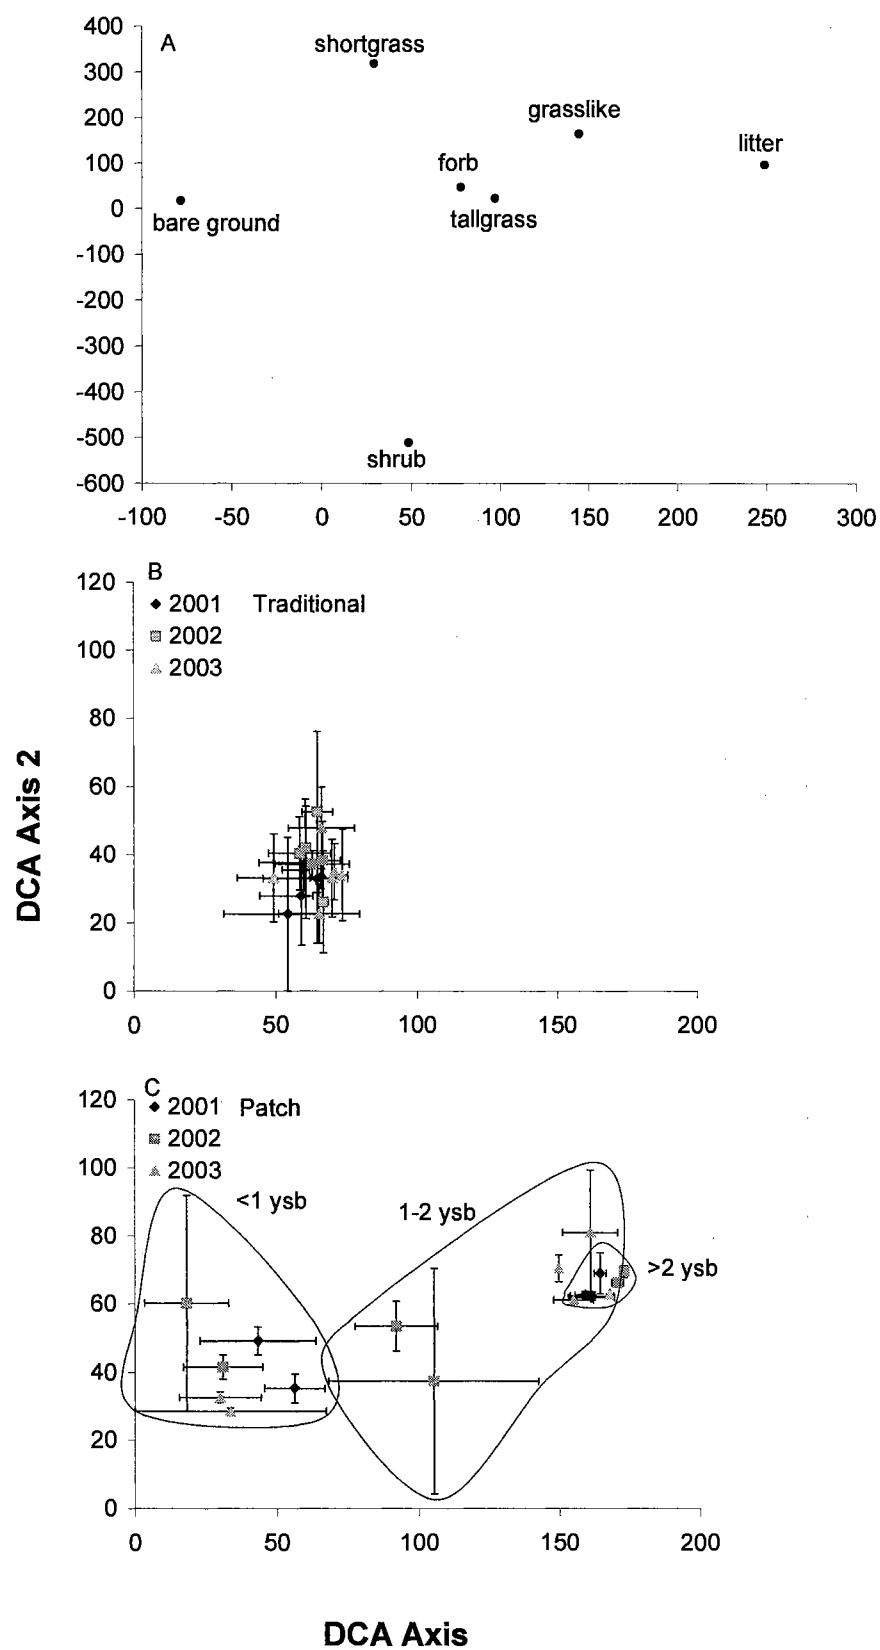 A
400
shortgrass
300
grasslike
200
litter
forb
100
0
bare ground
tallgrass
-100
-200
-300
-400
-500
shrub
-600
-100 -50 0 50 100 150 200 250 300
B
120
2001 Traditional
2002
100
2003
80
60
40
20
0
0 50 100 150 200
DCA Axis 2
C
120
2001 Patch
2002
100
2003
<1 ysb
1-2 ysb
80
>2 ysb
60
40
20
0
0 50 100 150 200
DCA Axis